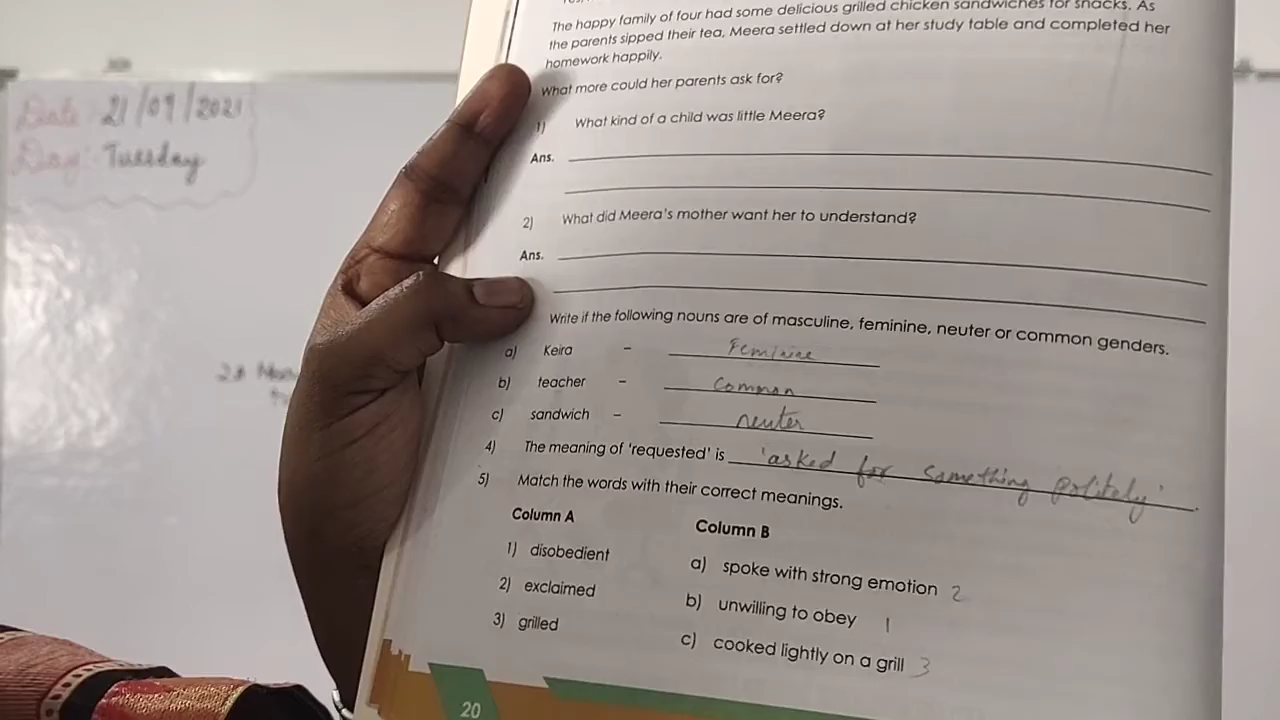 Date: 21/09/2021
Day: Tuesday
The happy family of four had some delicious grilled chicken sandwiches for snacks. As
the parents sipped their tea, Meera settled down at her study table and completed her
homework happily.
What more could her parents ask for?
1) What kind of a child was little Meera?
Ans.
2) What did Meera's mother want her to understand?
Ans.
Write if the following nouns are of masculine, feminine, neuter or common genders.
a) Keira - Feminine
b) teacher - Common
c) sandwich - neuter
4) The meaning of 'requested' is 'asked for something politely'.
5) Match the words with their correct meanings.
Column A Column B
1) disobedient a) spoke with strong emotion 2
2) exclaimed b) unwilling to obey 1
3) grilled c) cooked lightly on a grill 3
20